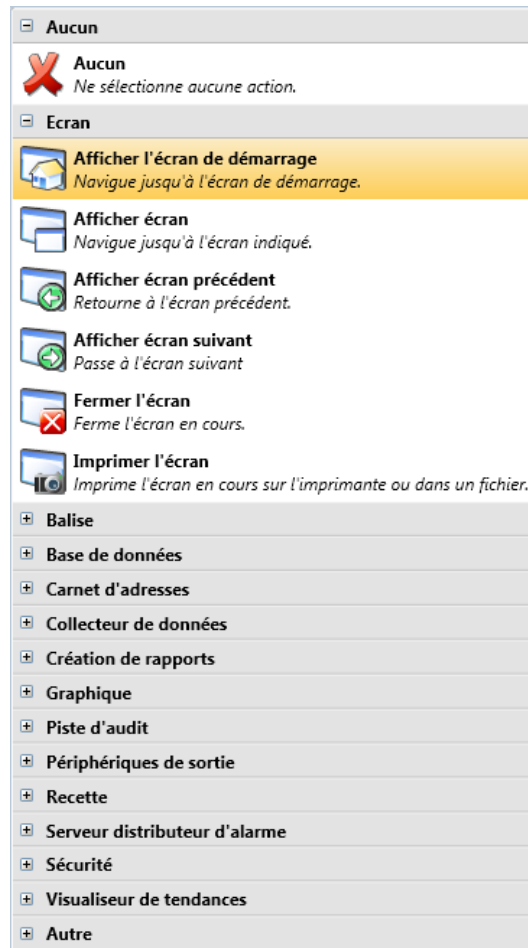 Aucun
Aucun
Ne sélectionne aucune action.
Ecran
Afficher l'écran de démarrage
Navigue jusqu'à l'écran de démarrage.
Afficher écran
Navigue jusqu'à l'écran indiqué.
Afficher écran précédent
Retourne à l'écran précédent.
Afficher écran suivant
Passe à l'écran suivant
Fermer l'écran
Ferme l'écran en cours.
Imprimer l'écran
Imprime l'écran en cours sur l'imprimante ou dans un fichier.
Balise
Base de données
Carnet d'adresses
Collecteur de données
Création de rapports
Graphique
Piste d'audit
Périphériques de sortie
Recette
Serveur distributeur d'alarme
Sécurité
Visualiseur de tendances
Autre